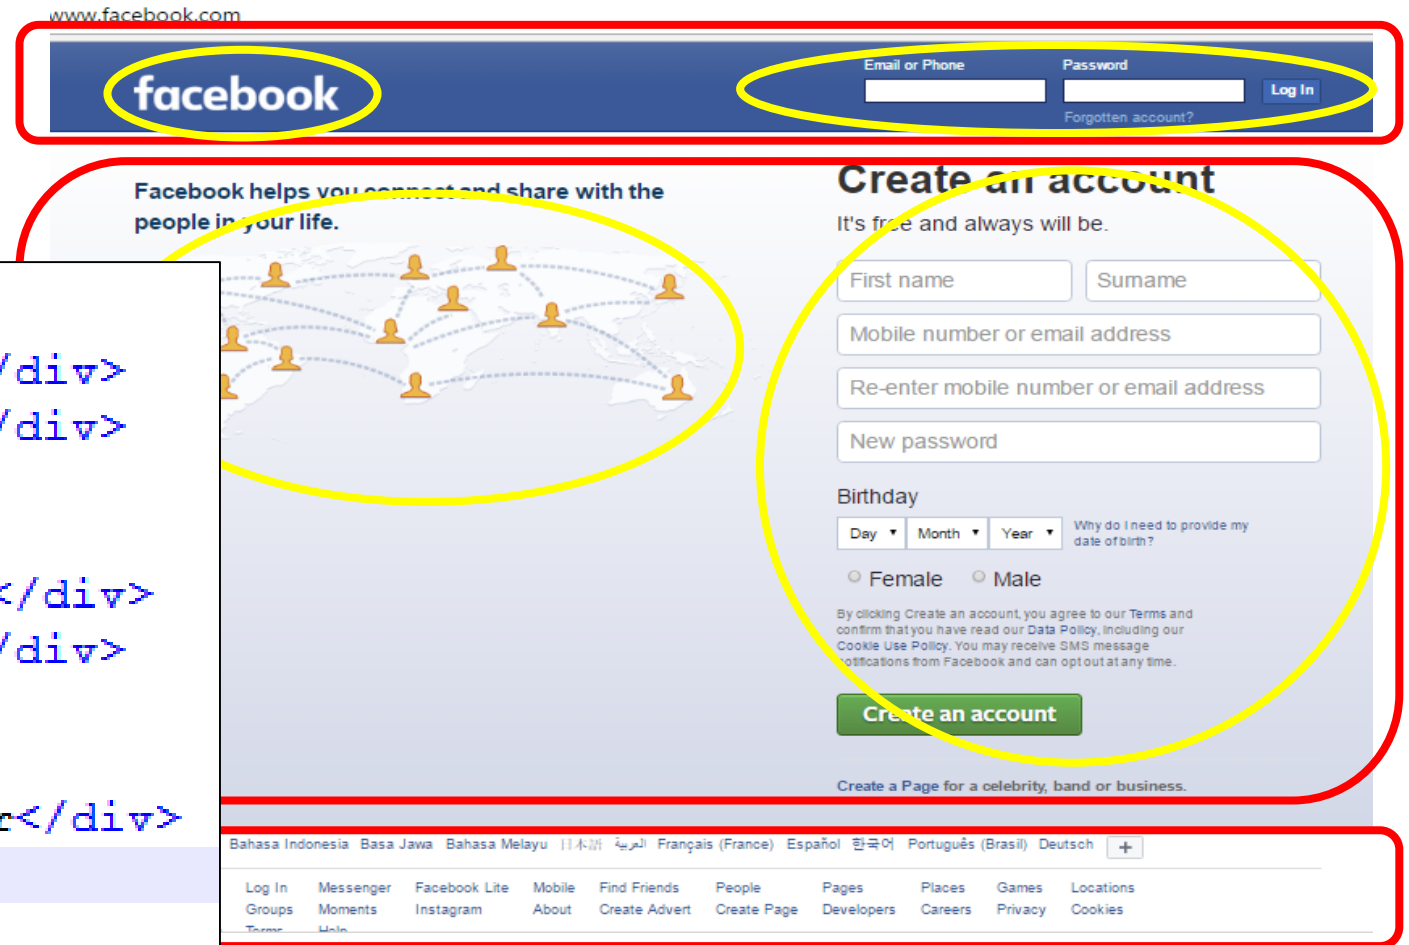 www.facebook.com
facebook
Email or Phone
Password
Log In
Forgotten account?
Facebook helps you connect and share with the
people in your life.
Create an account
It's free and always will be.
First name
Surname
Mobile number or email address
Re-enter mobile number or email address
New password
Birthday
Day
Month
Year
Why do I need to provide my
date of birth?
Female
Male
By clicking Create an account, you agree to our Terms and
confirm that you have read our Data Policy, including our
Cookie Use Policy. You may receive SMS message
notifications from Facebook and can opt out at any time.
Create an account
Create a Page for a celebrity, band or business.
/div>
/div>
</div>
/div>
r</div>
Bahasa Indonesia Basa Jawa Bahasa Melayu 日本語 العربية Français (France) Español 한국어 Português (Brasil) Deutsch +
Log In Messenger Facebook Lite Mobile Find Friends People Pages Places Games Locations
Groups Moments Instagram About Create Advert Create Page Developers Careers Privacy Cookies
Terms Help